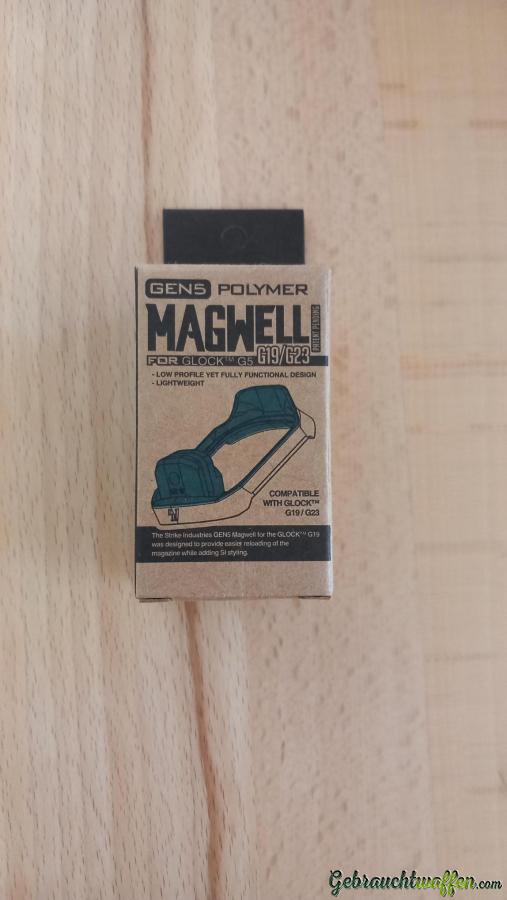 GEN5 POLYMER
MAGWELL
PATENT PENDING
FOR GLOCK™ G5 G19/G23
- LOW PROFILE YET FULLY FUNCTIONAL DESIGN
- LIGHTWEIGHT
COMPATIBLE
WITH GLOCK™
G19 / G23
The Strike Industries GEN5 Magwell for the GLOCK™ G19
was designed to provide easier reloading of the
magazine while adding SI styling.
Gebrauchtwaffen.com